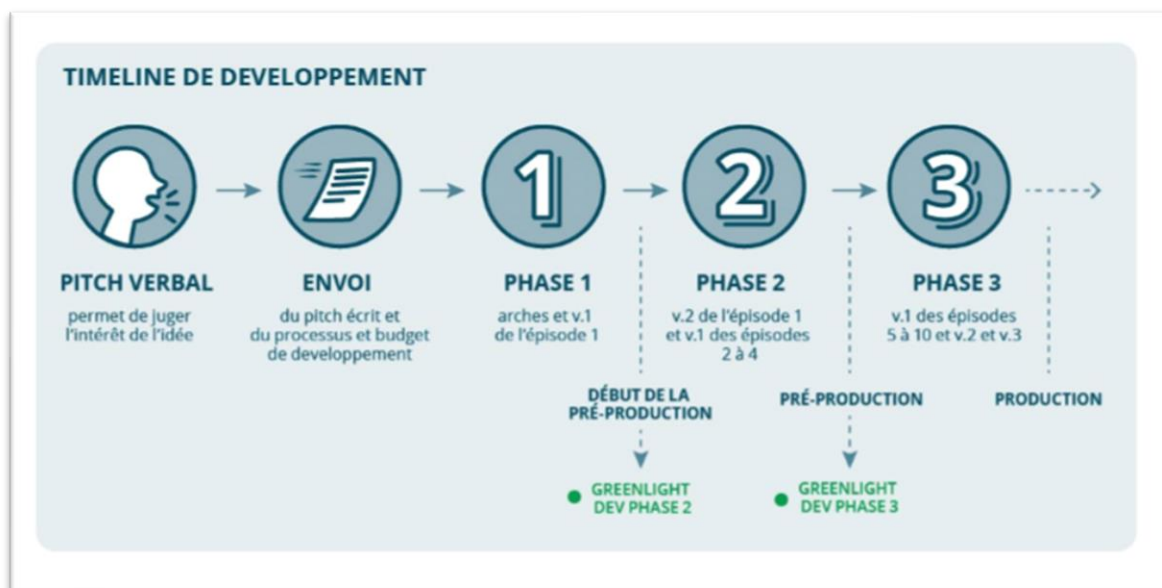 TIMELINE DE DEVELOPPEMENT
1
2
3
PITCH VERBAL
permet de juger
l'intérêt de l'idée
ENVOI
du pitch écrit et
du processus et budget
de developpement
PHASE 1
arches et v.1
de l'épisode 1
PHASE 2
v.2 de l'épisode 1
et v.1 des épisodes
2 à 4
PHASE 3
v.1 des épisodes
5 à 10 et v.2 et v.3
DÉBUT DE LA
PRÉ-PRODUCTION
PRÉ-PRODUCTION
PRODUCTION
GREENLIGHT
DEV PHASE 2
GREENLIGHT
DEV PHASE 3